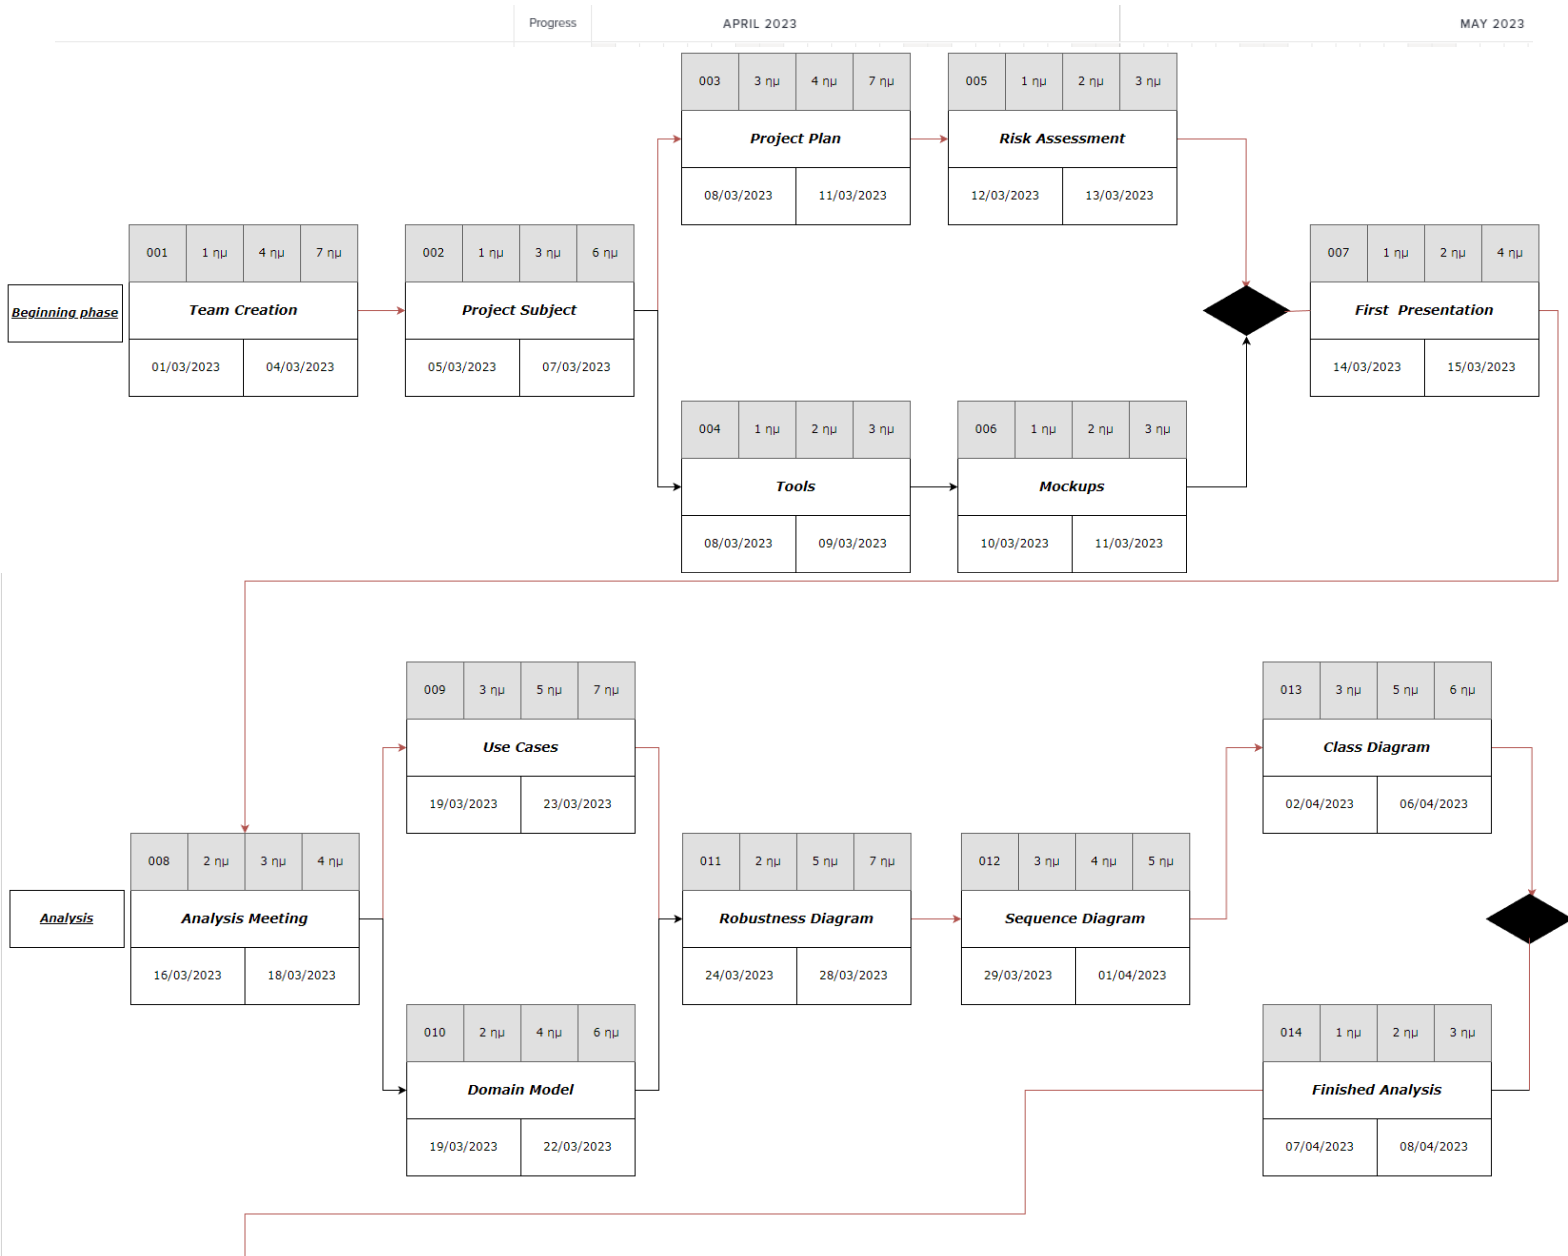 Progress
APRIL 2023
MAY 2023
003 3 ημ 4 ημ 7 ημ
Project Plan
08/03/2023 11/03/2023
005 1 ημ 2 ημ 3 ημ
Risk Assessment
12/03/2023 13/03/2023
Beginning phase
001 1 ημ 4 ημ 7 ημ
Team Creation
01/03/2023 04/03/2023
002 1 ημ 3 ημ 6 ημ
Project Subject
05/03/2023 07/03/2023
007 1 ημ 2 ημ 4 ημ
First Presentation
14/03/2023 15/03/2023
004 1 ημ 2 ημ 3 ημ
Tools
08/03/2023 09/03/2023
006 1 ημ 2 ημ 3 ημ
Mockups
10/03/2023 11/03/2023
009 3 ημ 5 ημ 7 ημ
Use Cases
19/03/2023 23/03/2023
013 3 ημ 5 ημ 6 ημ
Class Diagram
02/04/2023 06/04/2023
Analysis
008 2 ημ 3 ημ 4 ημ
Analysis Meeting
16/03/2023 18/03/2023
011 2 ημ 5 ημ 7 ημ
Robustness Diagram
24/03/2023 28/03/2023
012 3 ημ 4 ημ 5 ημ
Sequence Diagram
29/03/2023 01/04/2023
010 2 ημ 4 ημ 6 ημ
Domain Model
19/03/2023 22/03/2023
014 1 ημ 2 ημ 3 ημ
Finished Analysis
07/04/2023 08/04/2023